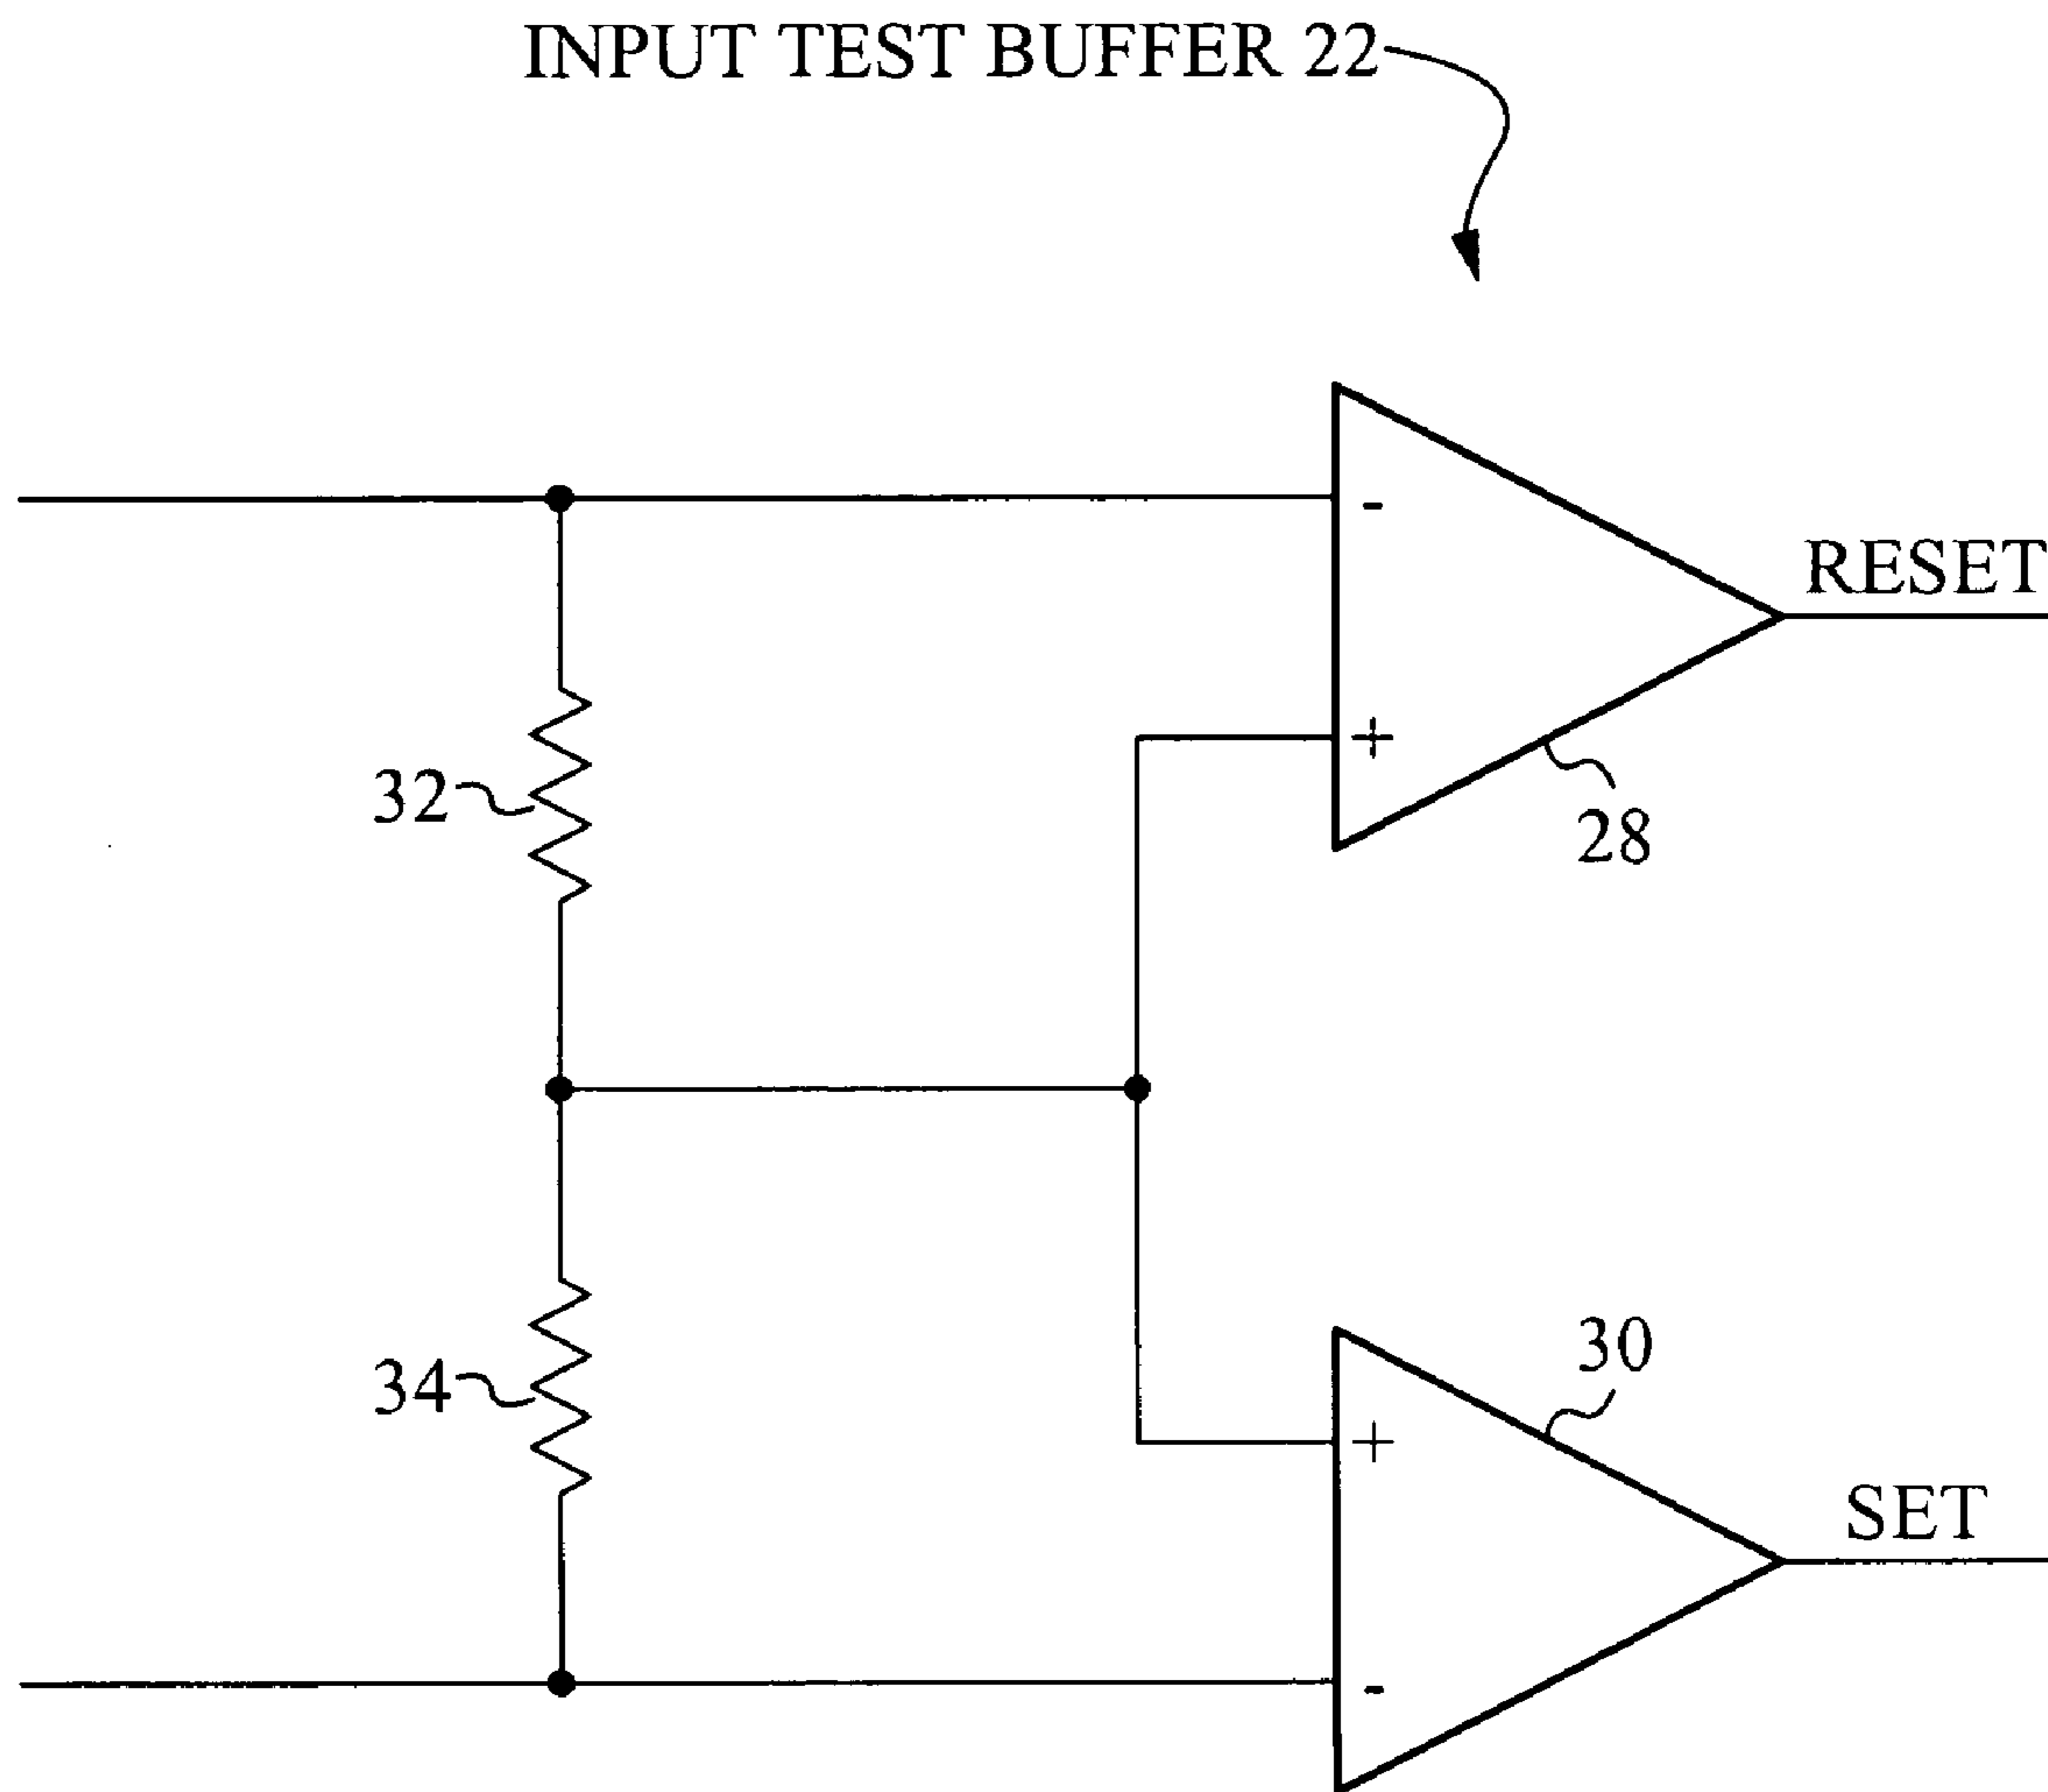 INPUT TEST BUFFER 22
-
RESET
+
32
28
30
34
+
SET
-